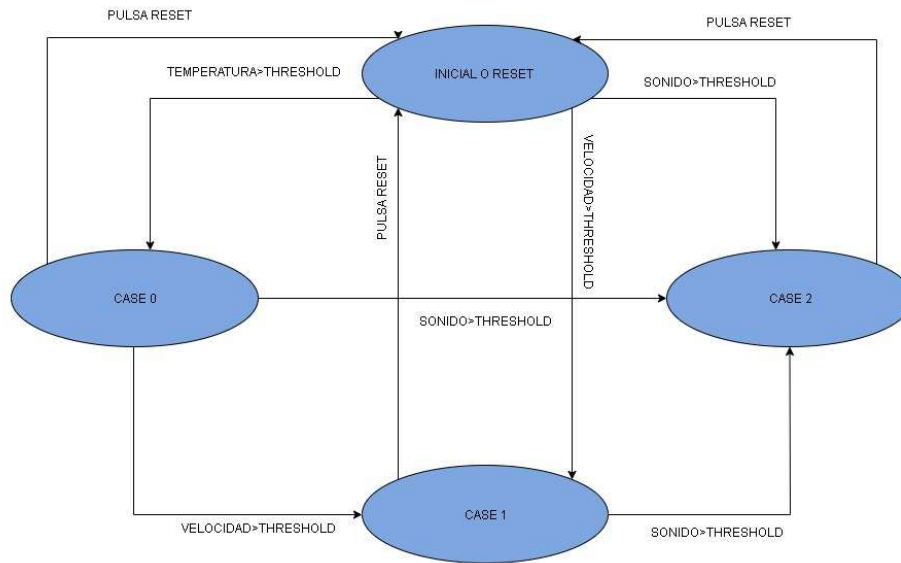 PULSA RESET
PULSA RESET
TEMPERATURA>THRESHOLD
INICIAL O RESET
SONIDO>THRESHOLD
PULSA RESET
VELOCIDAD>THRESHOLD
CASE 0
CASE 2
SONIDO>THRESHOLD
CASE 1
VELOCIDAD>THRESHOLD
SONIDO>THRESHOLD